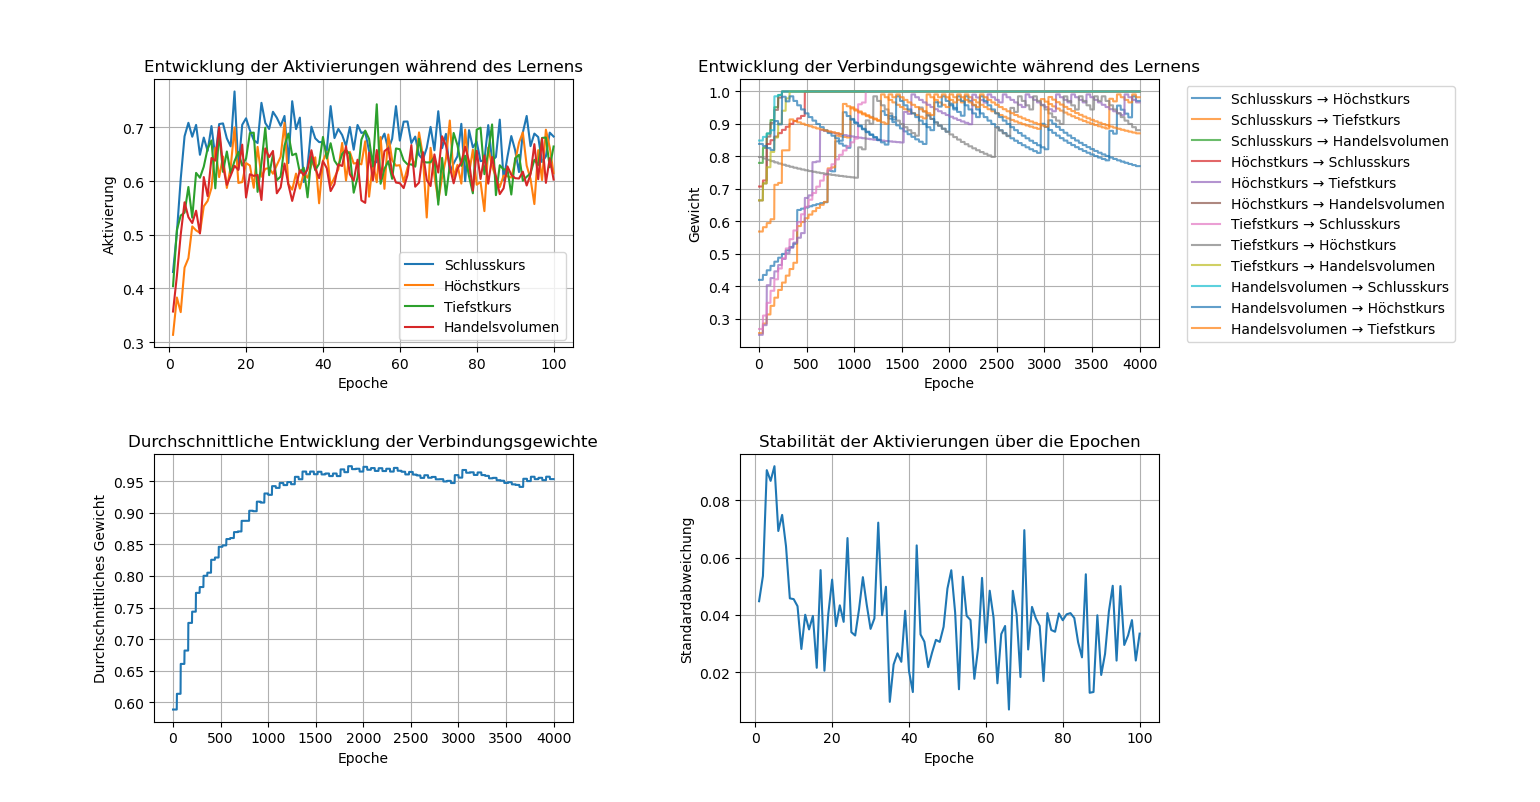 Entwicklung der Aktivierungen während des Lernens
Aktivierung
0.7
0.6
0.5
0.4
0.3
0 20 40 60 80 100
Epoche
Schlusskurs
Höchstkurs
Tiefstkurs
Handelsvolumen
Entwicklung der Verbindungsgewichte während des Lernens
Gewicht
1.0
0.9
0.8
0.7
0.6
0.5
0.4
0.3
0 500 1000 1500 2000 2500 3000 3500 4000
Epoche
Schlusskurs → Höchstkurs
Schlusskurs → Tiefstkurs
Schlusskurs → Handelsvolumen
Höchstkurs → Schlusskurs
Höchstkurs → Tiefstkurs
Höchstkurs → Handelsvolumen
Tiefstkurs → Schlusskurs
Tiefstkurs → Höchstkurs
Tiefstkurs → Handelsvolumen
Handelsvolumen → Schlusskurs
Handelsvolumen → Höchstkurs
Handelsvolumen → Tiefstkurs
Durchschnittliche Entwicklung der Verbindungsgewichte
Durchschnittliches Gewicht
0.95
0.90
0.85
0.80
0.75
0.70
0.65
0.60
0 500 1000 1500 2000 2500 3000 3500 4000
Epoche
Stabilität der Aktivierungen über die Epochen
Standardabweichung
0.08
0.06
0.04
0.02
0 20 40 60 80 100
Epoche